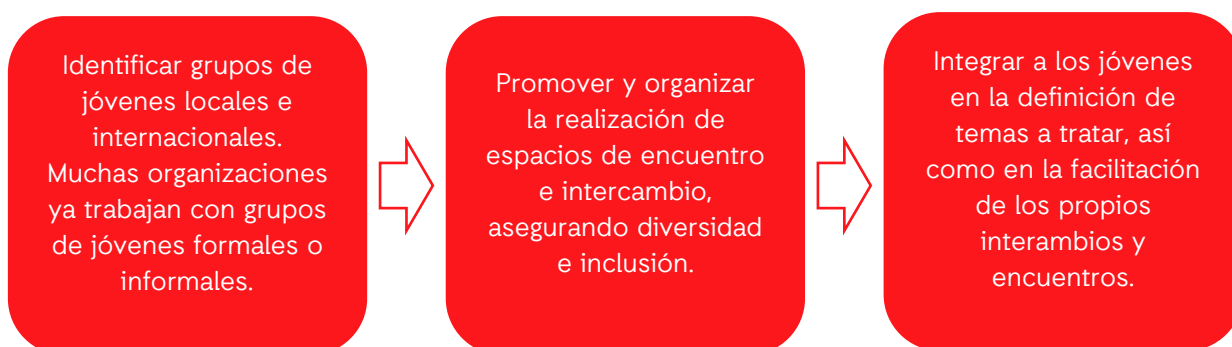 Identificar grupos de
jóvenes locales e
internacionales.
Muchas organizaciones
ya trabajan con grupos
de jóvenes formales o
informales.
Promover y organizar
la realización de
espacios de encuentro
e intercambio,
asegurando diversidad
e inclusión.
Integrar a los jóvenes
en la definición de
temas a tratar, así
como en la facilitación
de los propios
interambios y
encuentros.